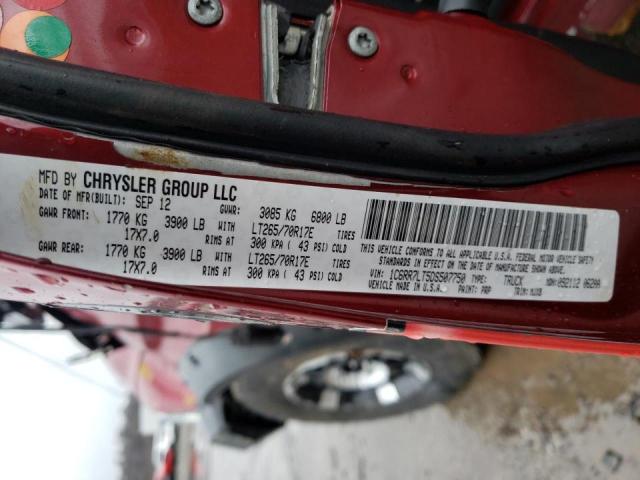 MFD BY CHRYSLER GROUP LLC
DATE OF MFR(BUILT): SEP 12 GVWR: 3085 KG 6800 LB
GAWR FRONT: 1770 KG 3900 LB LT265/70R17E TIRES
17X7.0 RIMS AT 300 KPA ( 43 PSI) COLD
GAWR REAR: 1770 KG 3900 LB LT265/70R17E TIRES
17X7.0 RIMS AT 300 KPA ( 43 PSI) COLD
THIS VEHICLE CONFORMS TO ALL APPLICABLE U.S.A. FEDERAL MOTOR VEHICLE SAFETY
STANDARDS IN EFFECT ON THE DATE OF MANUFACTURE SHOWN ABOVE.
VIN: TYPE: TRUCK MDH:
MADE IN U.S.A. PAINT: PRP TRIM: